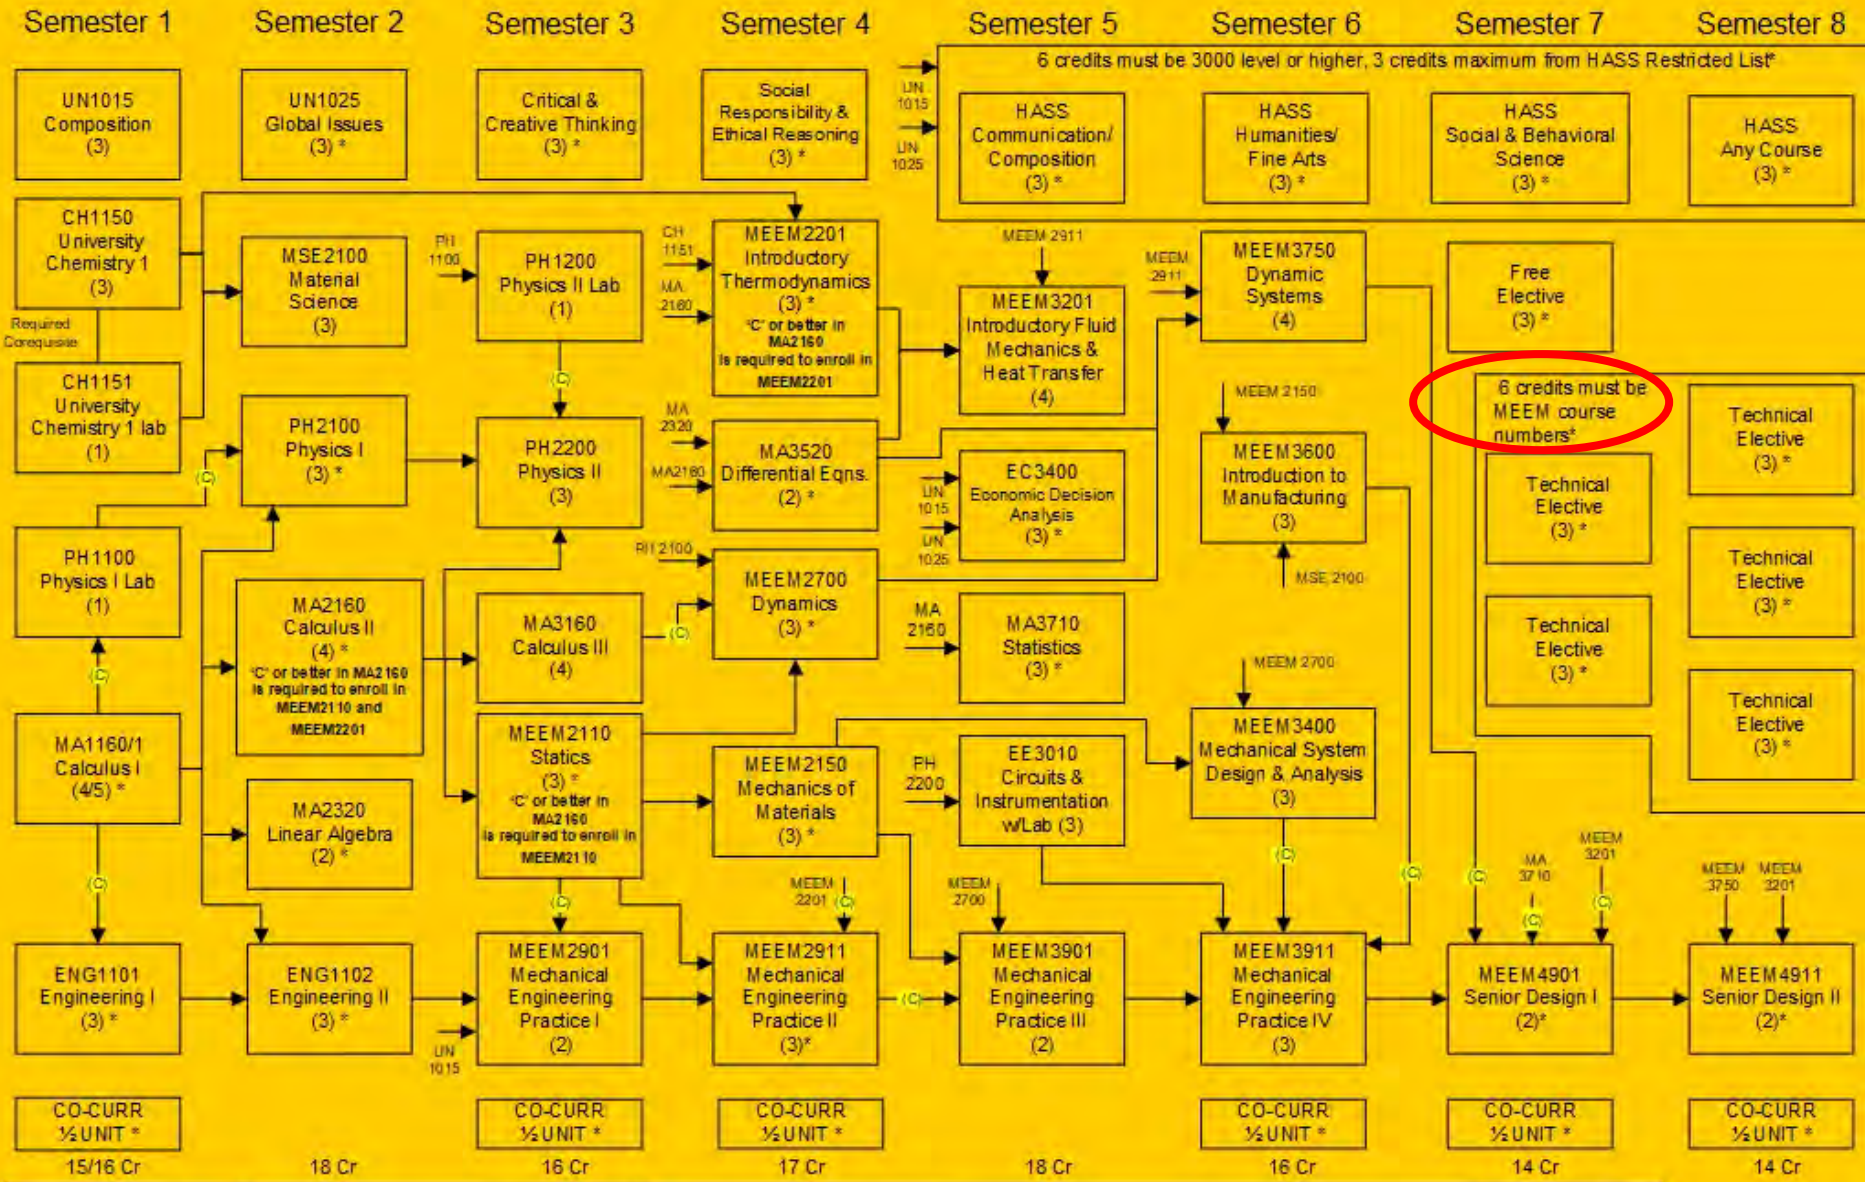 Semester 1
Semester 2
Semester 3
Semester 4
Semester 5
Semester 6
Semester 7
Semester 8
6 credits must be 3000 level or higher, 3 credits maximum from HASS Restricted List*
UN1015
Composition
(3)
UN1025
Global Issues
(3) *
Critical &
Creative Thinking
(3) *
Social
Responsibility &
Ethical Reasoning
(3) *
UN
1015
UN
1025
HASS
Communication/
Composition
(3) *
HASS
Humanities/
Fine Arts
(3) *
HASS
Social & Behavioral
Science
(3) *
HASS
Any Course
(3) *
CH1150
University
Chemistry 1
(3)
MSE2100
Material
Science
(3)
PH
1100
PH1200
Physics II Lab
(1)
CH
1151
MA
2160
MEEM2201
Introductory
Thermodynamics
(3) *
'C' or better in
MA2160
is required to enroll in
MEEM2201
MEEM 2911
MEEM3201
Introductory Fluid
Mechanics &
Heat Transfer
(4)
MEEM
2911
MEEM3750
Dynamic
Systems
(4)
Free
Elective
(3) *
Required
Corequisite
CH1151
University
Chemistry 1 lab
(1)
(C)
PH2100
Physics I
(3) *
(C)
PH2200
Physics II
(3)
MA
2320
MA2160
MA3520
Differential Eqns.
(2) *
UN
1015
UN
1025
EC3400
Economic Decision
Analysis
(3) *
MEEM 2150
MEEM3600
Introduction to
Manufacturing
(3)
MSE 2100
6 credits must be
MEEM course
numbers*
Technical
Elective
(3) *
Technical
Elective
(3) *
PH1100
Physics I Lab
(1)
(C)
MA2160
Calculus II
(4) *
'C' or better in MA2160
is required to enroll in
MEEM2110 and
MEEM2201
MA3160
Calculus III
(4)
(C)
PH 2100
MEEM2700
Dynamics
(3) *
MA
2160
MA3710
Statistics
(3) *
MEEM 2700
Technical
Elective
(3) *
Technical
Elective
(3) *
Technical
Elective
(3) *
MA1160/1
Calculus I
(4/5) *
(C)
MA2320
Linear Algebra
(2) *
MEEM2110
Statics
(3) *
'C' or better in
MA2160
is required to enroll in
MEEM2110
(C)
MEEM2150
Mechanics of
Materials
(3) *
PH
2200
EE3010
Circuits &
Instrumentation
w/Lab (3)
MEEM3400
Mechanical System
Design & Analysis
(3)
(C)
(C)
(C)
MA
3710
(C)
MEEM
3201
(C)
MEEM
3750
MEEM
3201
ENG1101
Engineering I
(3) *
ENG1102
Engineering II
(3) *
UN
1015
MEEM2901
Mechanical
Engineering
Practice I
(2)
MEEM
2201
(C)
MEEM2911
Mechanical
Engineering
Practice II
(3)*
(C)
MEEM
2700
MEEM3901
Mechanical
Engineering
Practice III
(2)
MEEM3911
Mechanical
Engineering
Practice IV
(3)
MEEM4901
Senior Design I
(2)*
MEEM4911
Senior Design II
(2)*
CO-CURR
½ UNIT *
CO-CURR
½ UNIT *
CO-CURR
½ UNIT *
CO-CURR
½ UNIT *
CO-CURR
½ UNIT *
CO-CURR
½ UNIT *
15/16 Cr
18 Cr
16 Cr
17 Cr
18 Cr
16 Cr
14 Cr
14 Cr